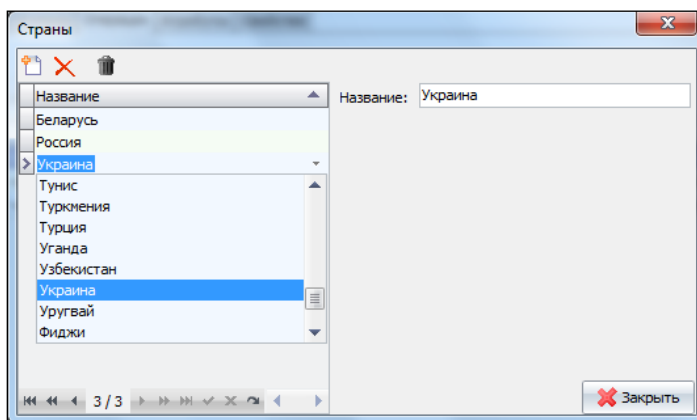 Страны
Название
Название: Украина
Беларусь
Россия
Украина
Тунис
Туркмения
Турция
Уганда
Узбекистан
Украина
Уругвай
Фиджи
3 / 3
Закрыть